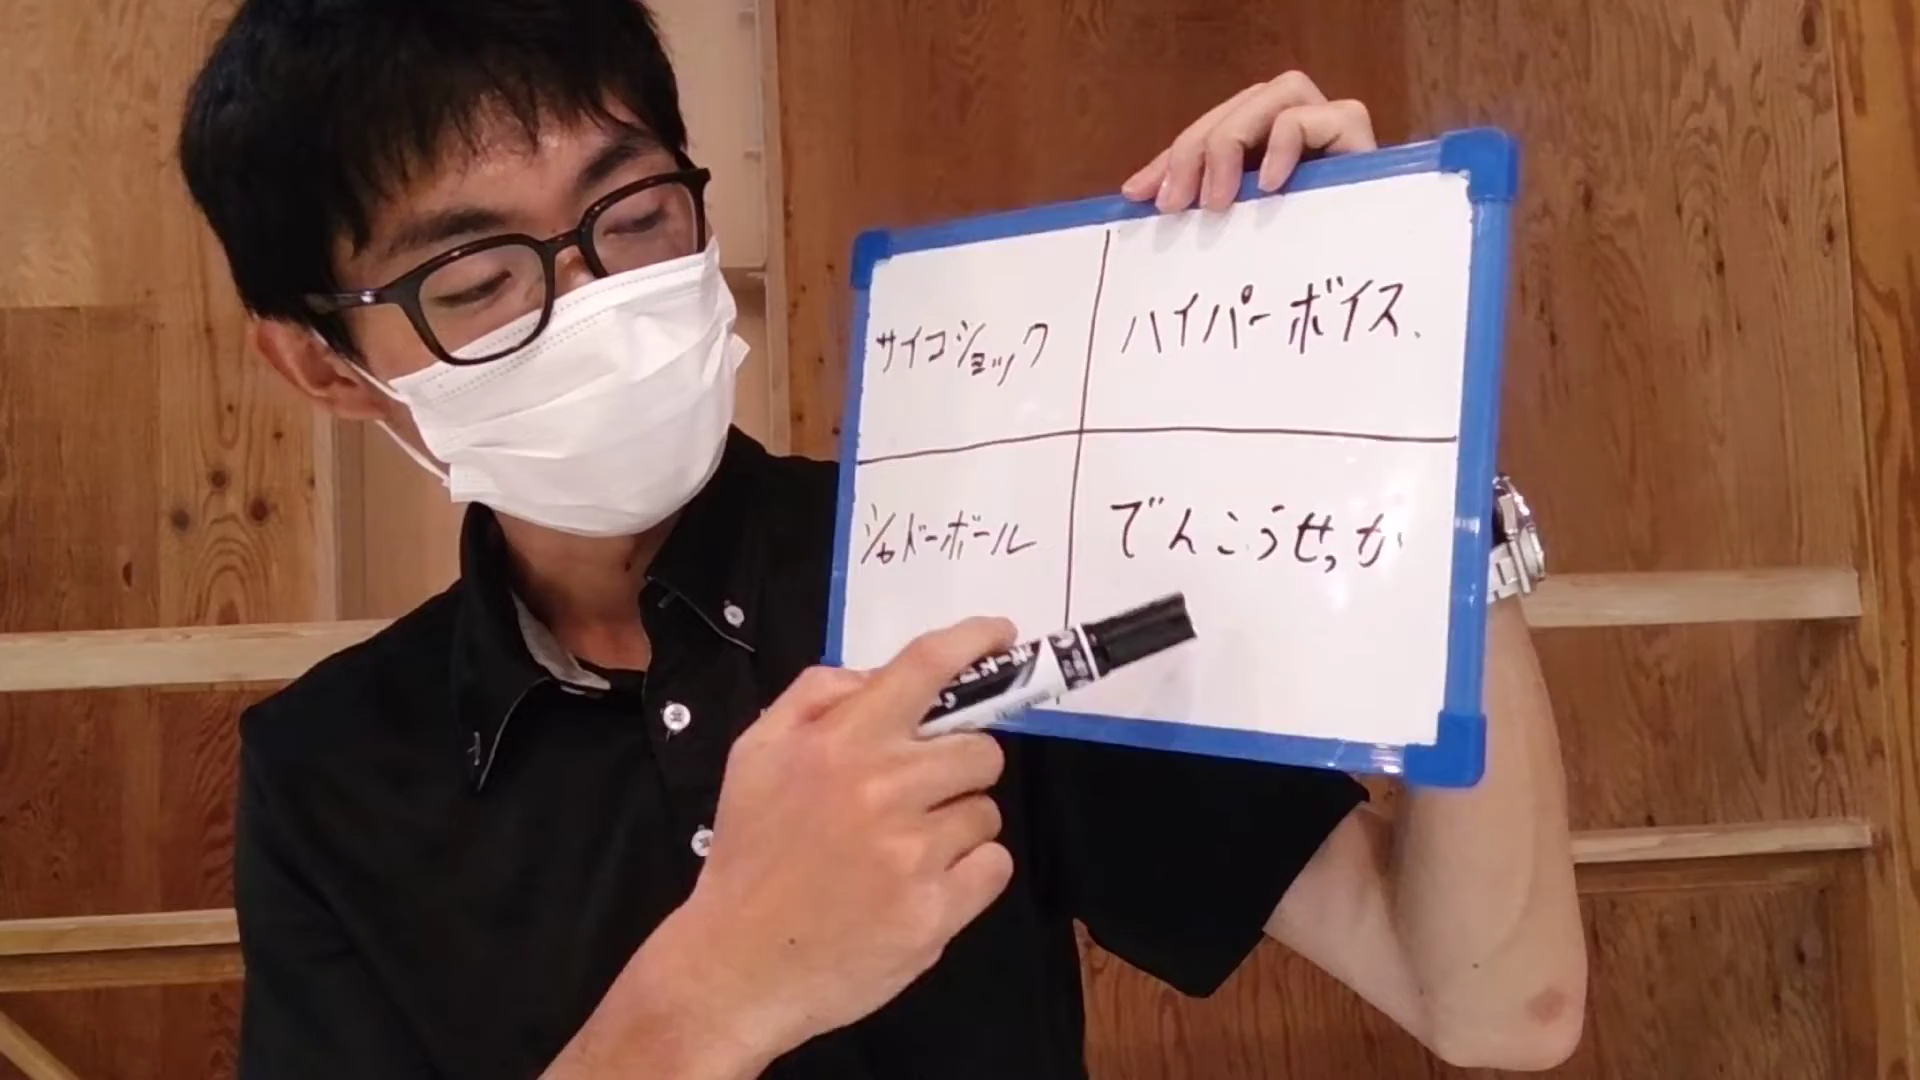 サイコショック
ハイパーボイス、
シャドーボール
でんこうせっか